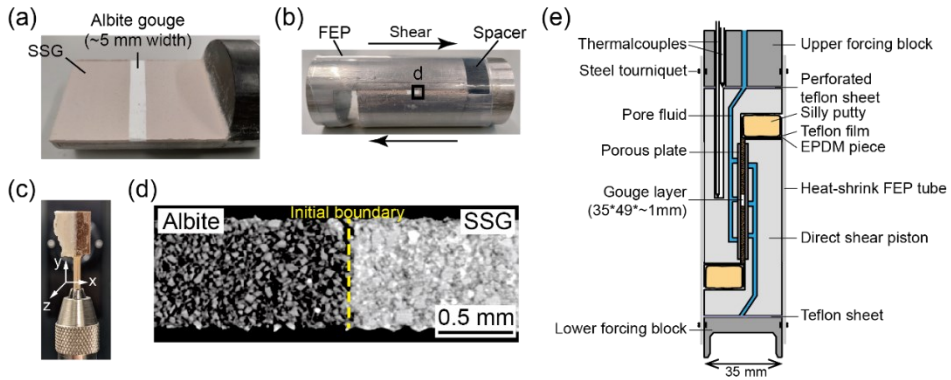 (a)
Albite gouge
(~5 mm width)
SSG
(b)
FEP
Shear
Spacer
d
(c)
y
x
z
(d)
Albite
Initial boundary
SSG
0.5 mm
(e)
Thermalcouples
Steel tourniquet
Pore fluid
Porous plate
Gouge layer
(35*49*~1mm)
Lower forcing block
Upper forcing block
Perforated
teflon sheet
Silly putty
Teflon film
EPDM piece
Heat-shrink FEP tube
Direct shear piston
Teflon sheet
35 mm